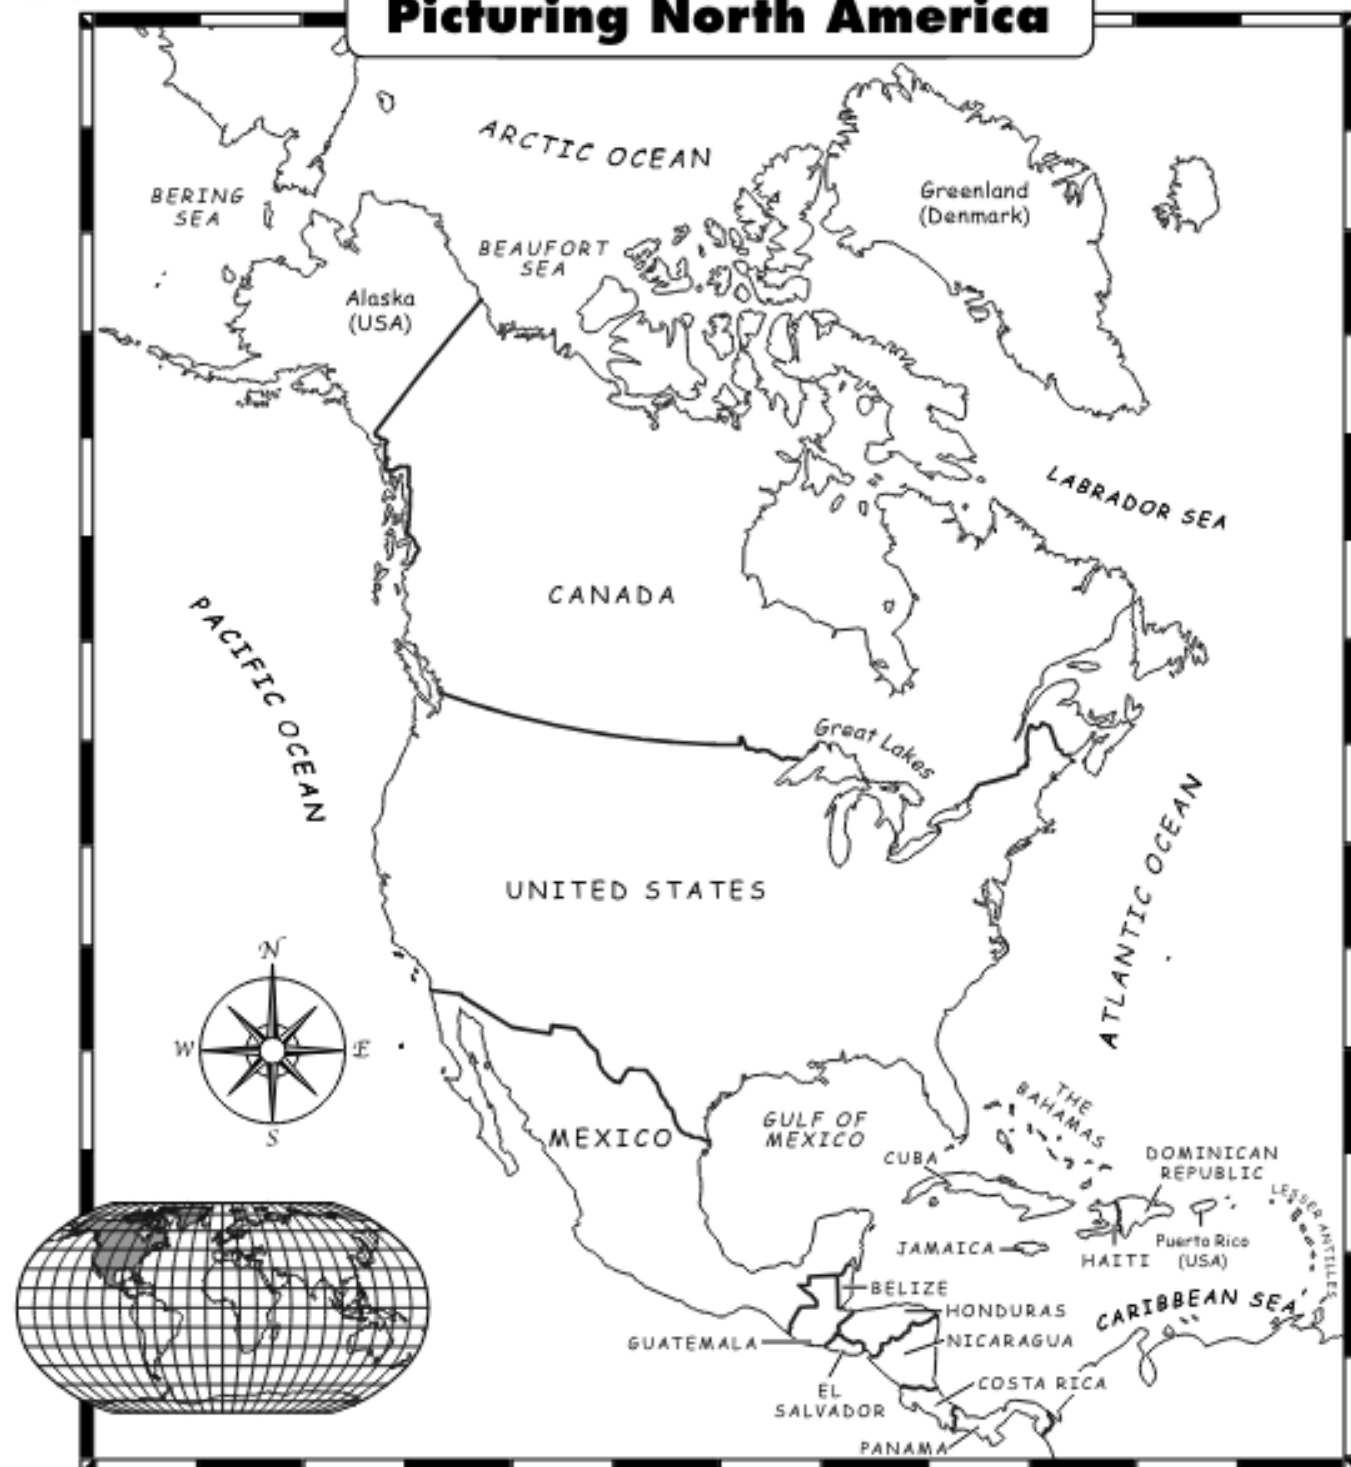 Picturing North America
ARCTIC OCEAN
BERING
SEA
Greenland
(Denmark)
BEAUFORT
SEA
Alaska
(USA)
LABRADOR SEA
CANADA
PACIFIC OCEAN
Great Lakes
ATLANTIC OCEAN
UNITED STATES
N
W
E
S
THE
BAHAMAS
GULF OF
MEXICO
MEXICO
CUBA
DOMINICAN
REPUBLIC
LESSER ANTILLES
JAMAICA
HAITI
Puerto Rico
(USA)
BELIZE
CARIBBEAN SEA
HONDURAS
GUATEMALA
NICARAGUA
EL
SALVADOR
COSTA RICA
PANAMA